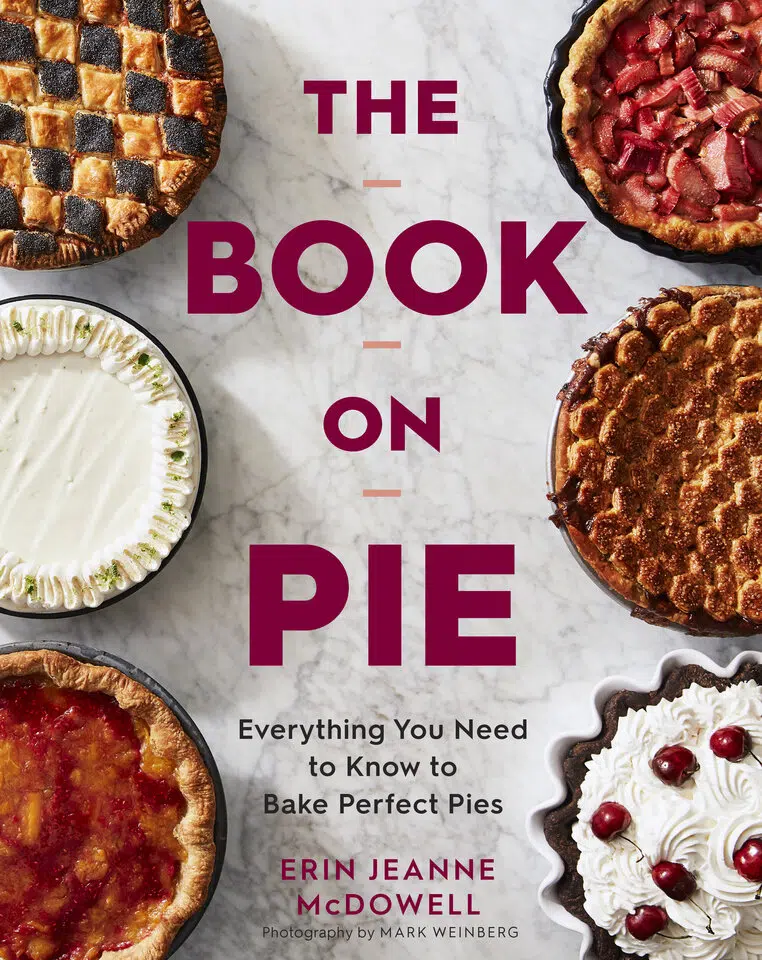 THE
BOOK
ON
PIE
Everything You Need
to Know to
Bake Perfect Pies
ERIN JEANNE
McDOWELL
Photography by MARK WEINBERG